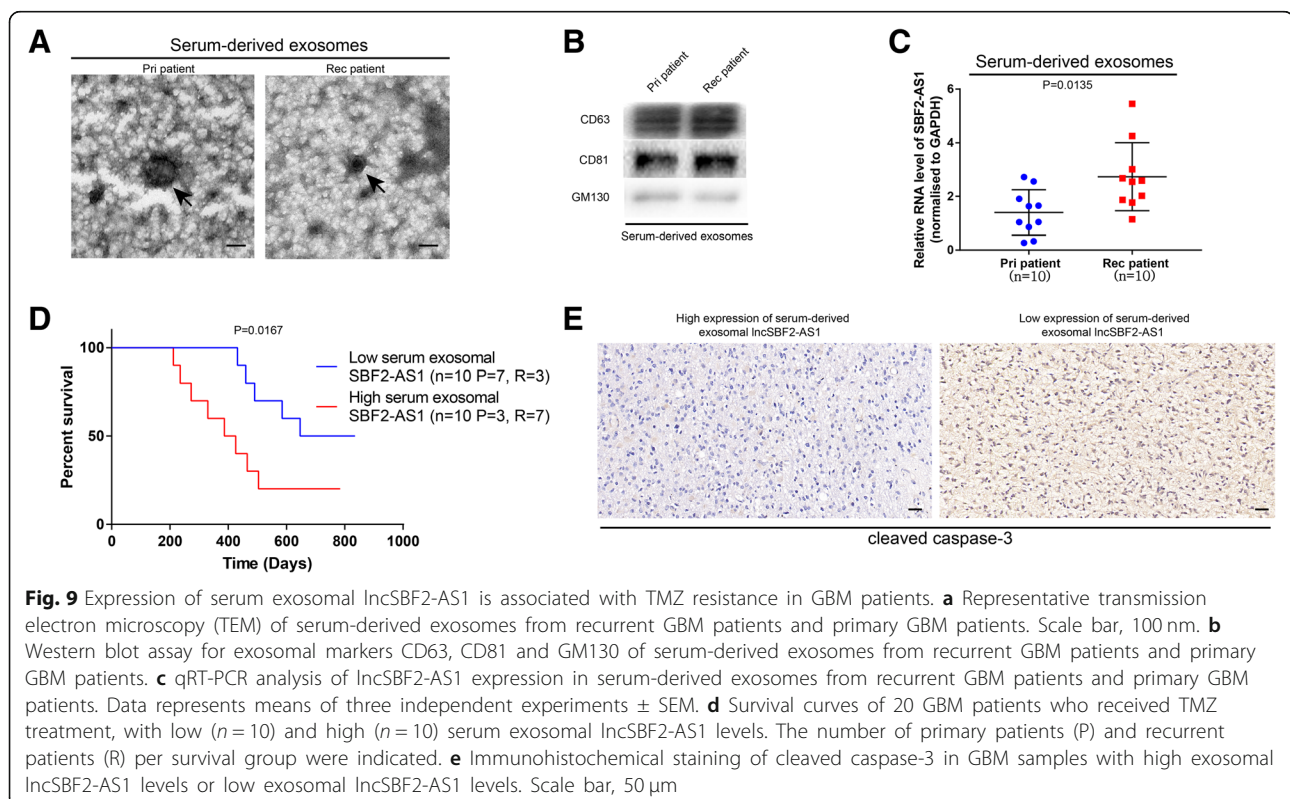 A
Serum-derived exosomes
Pri patient
Rec patient
B
Pri patient
Rec patient
CD63
CD81
GM130
Serum-derived exosomes
C
Serum-derived exosomes
P=0.0135
Relative RNA level of SBF2-AS1
(normalised to GAPDH)
6
4
2
0
Pri patient
(n=10)
Rec patient
(n=10)
D
P=0.0167
Percent survival
100
50
0
0
200
400
600
800
1000
Time (Days)
Low serum exosomal
SBF2-AS1 (n=10 P=7, R=3)
High serum exosomal
SBF2-AS1 (n=10 P=3, R=7)
E
High expression of serum-derived
exosomal lncSBF2-AS1
Low expression of serum-derived
exosomal lncSBF2-AS1
cleaved caspase-3
Fig. 9 Expression of serum exosomal lncSBF2-AS1 is associated with TMZ resistance in GBM patients. a Representative transmission
electron microscopy (TEM) of serum-derived exosomes from recurrent GBM patients and primary GBM patients. Scale bar, 100 nm. b
Western blot assay for exosomal markers CD63, CD81 and GM130 of serum-derived exosomes from recurrent GBM patients and primary
GBM patients. c qRT-PCR analysis of lncSBF2-AS1 expression in serum-derived exosomes from recurrent GBM patients and primary GBM
patients. Data represents means of three independent experiments ± SEM. d Survival curves of 20 GBM patients who received TMZ
treatment, with low (n = 10) and high (n = 10) serum exosomal lncSBF2-AS1 levels. The number of primary patients (P) and recurrent
patients (R) per survival group were indicated. e Immunohistochemical staining of cleaved caspase-3 in GBM samples with high exosomal
lncSBF2-AS1 levels or low exosomal lncSBF2-AS1 levels. Scale bar, 50 μm